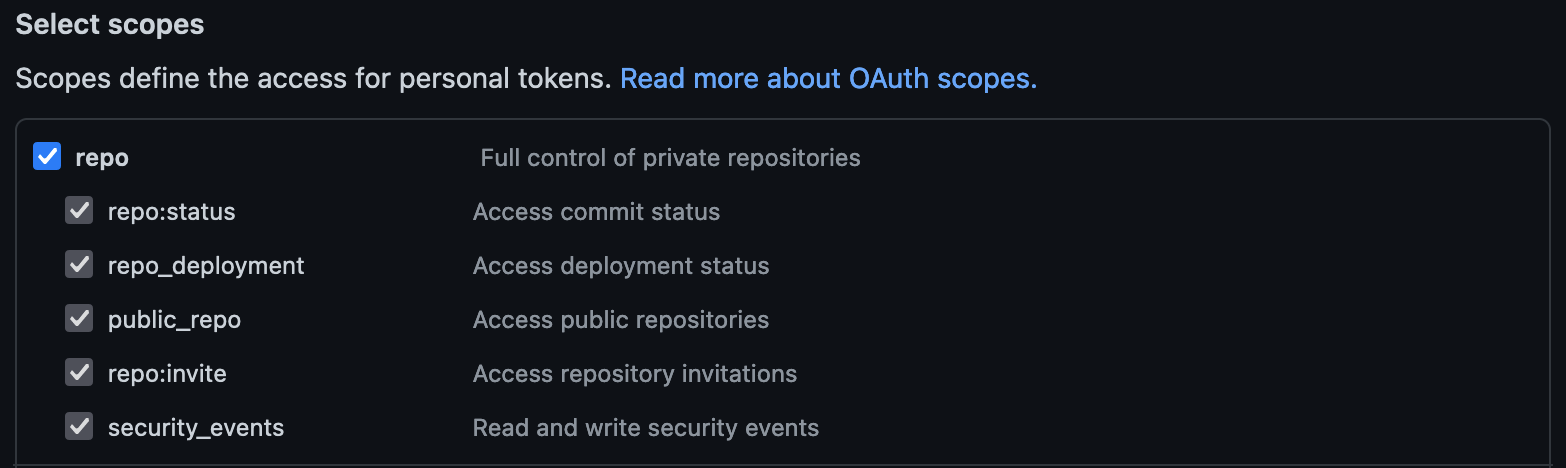 Select scopes
Scopes define the access for personal tokens. Read more about OAuth scopes.
repo Full control of private repositories
repo:status Access commit status
repo_deployment Access deployment status
public_repo Access public repositories
repo:invite Access repository invitations
security_events Read and write security events